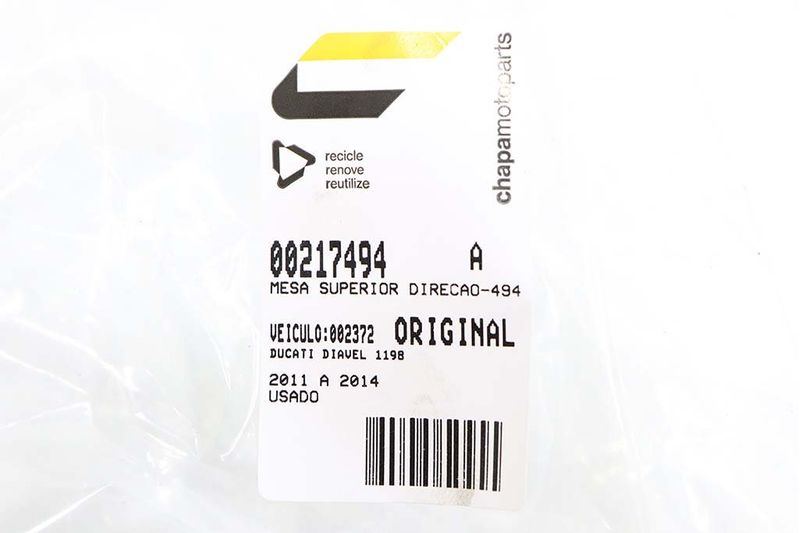 chapamotoparts
recicle
renove
reutilize
00217494 A
MESA SUPERIOR DIRECAO-494
VEICULO:002372 ORIGINAL
DUCATI DIAVEL 1198
2011 A 2014
USADO